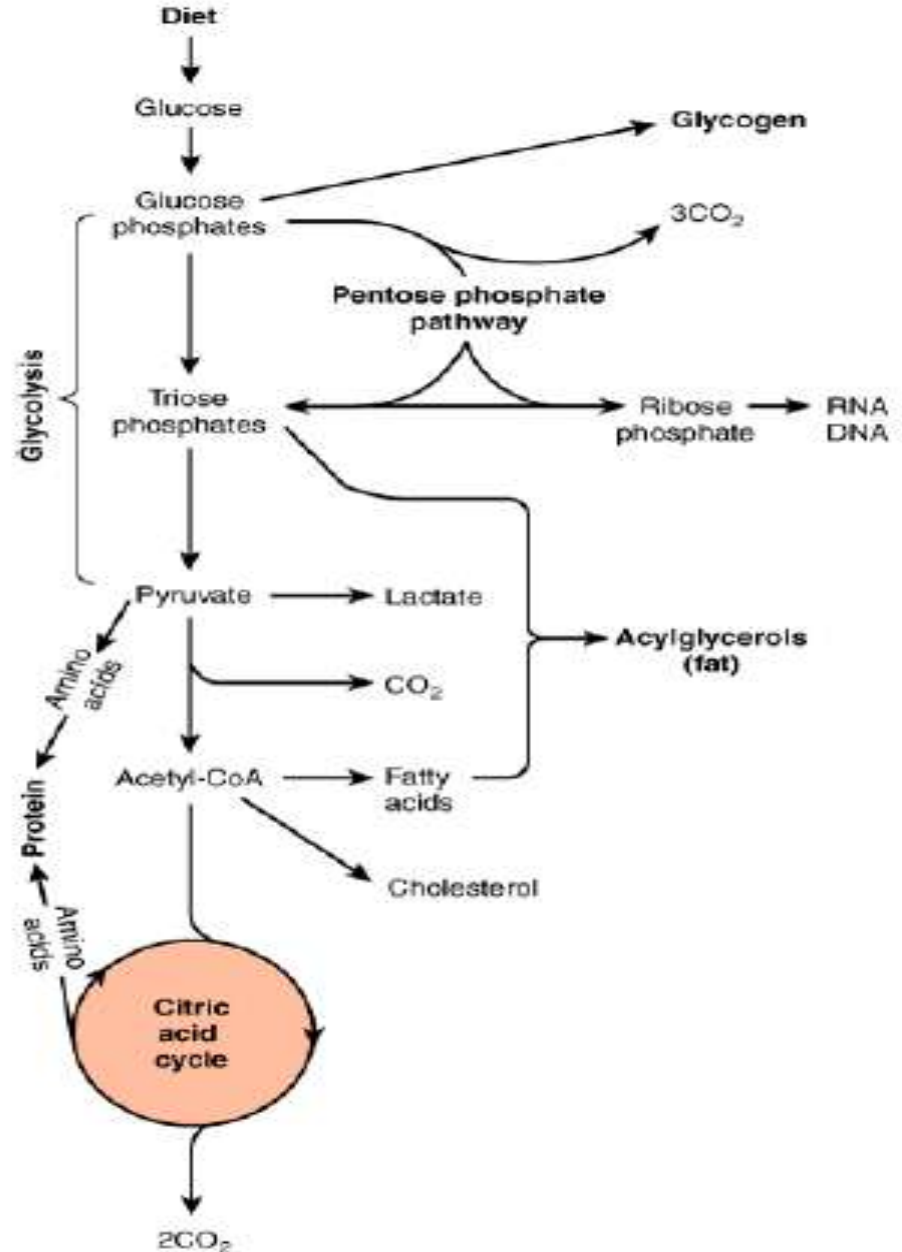 Diet
Glucose
Glycogen
Glucose
phosphates
3CO₂
Pentose phosphate
pathway
Glycolysis
Triose
phosphates
Ribose
phosphate
RNA
DNA
Pyruvate
Lactate
Acylglycerols
(fat)
Amino
acids
CO₂
Acetyl-CoA
Fatty
acids
Protein
Cholesterol
Amino
acids
Citric
acid
cycle
2CO₂